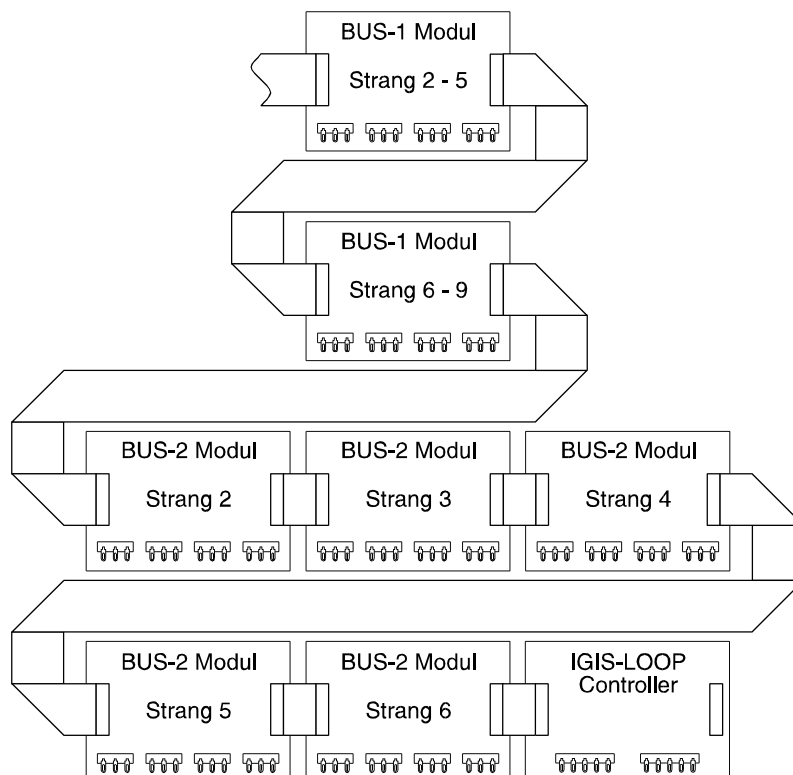 BUS-1 Modul
Strang 2 - 5
BUS-1 Modul
Strang 6 - 9
BUS-2 Modul
Strang 2
BUS-2 Modul
Strang 3
BUS-2 Modul
Strang 4
BUS-2 Modul
Strang 5
BUS-2 Modul
Strang 6
IGIS-LOOP
Controller